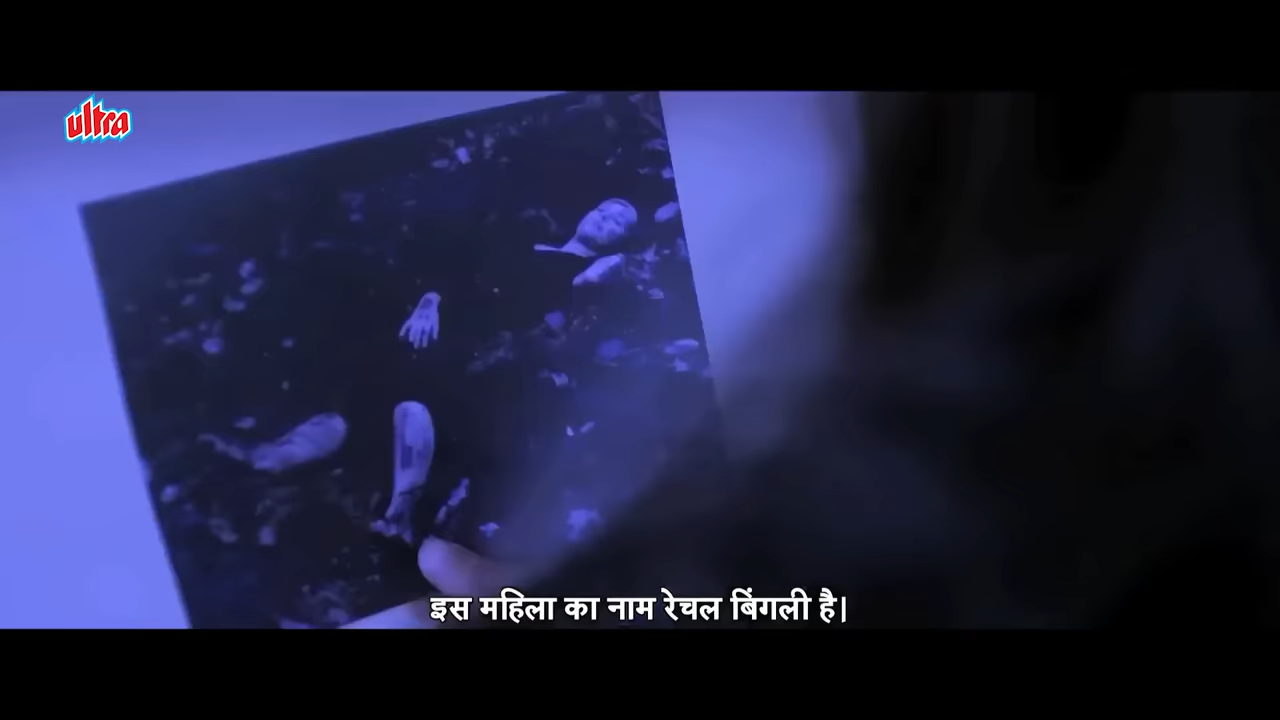 ultra
इस महिला का नाम रेचल बिंगली है।